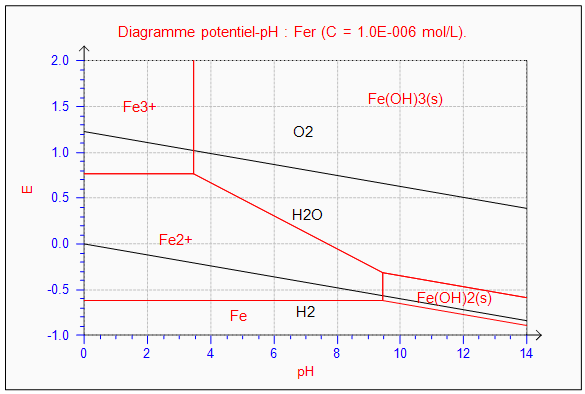 Diagramme potentiel-pH : Fer (C = 1.0E-006 mol/L).
2.0
1.5
1.0
0.5
0.0
-0.5
-1.0
E
Fe3+
Fe(OH)3(s)
O2
H2O
Fe2+
Fe(OH)2(s)
Fe
H2
0 2 4 6 8 10 12 14
pH